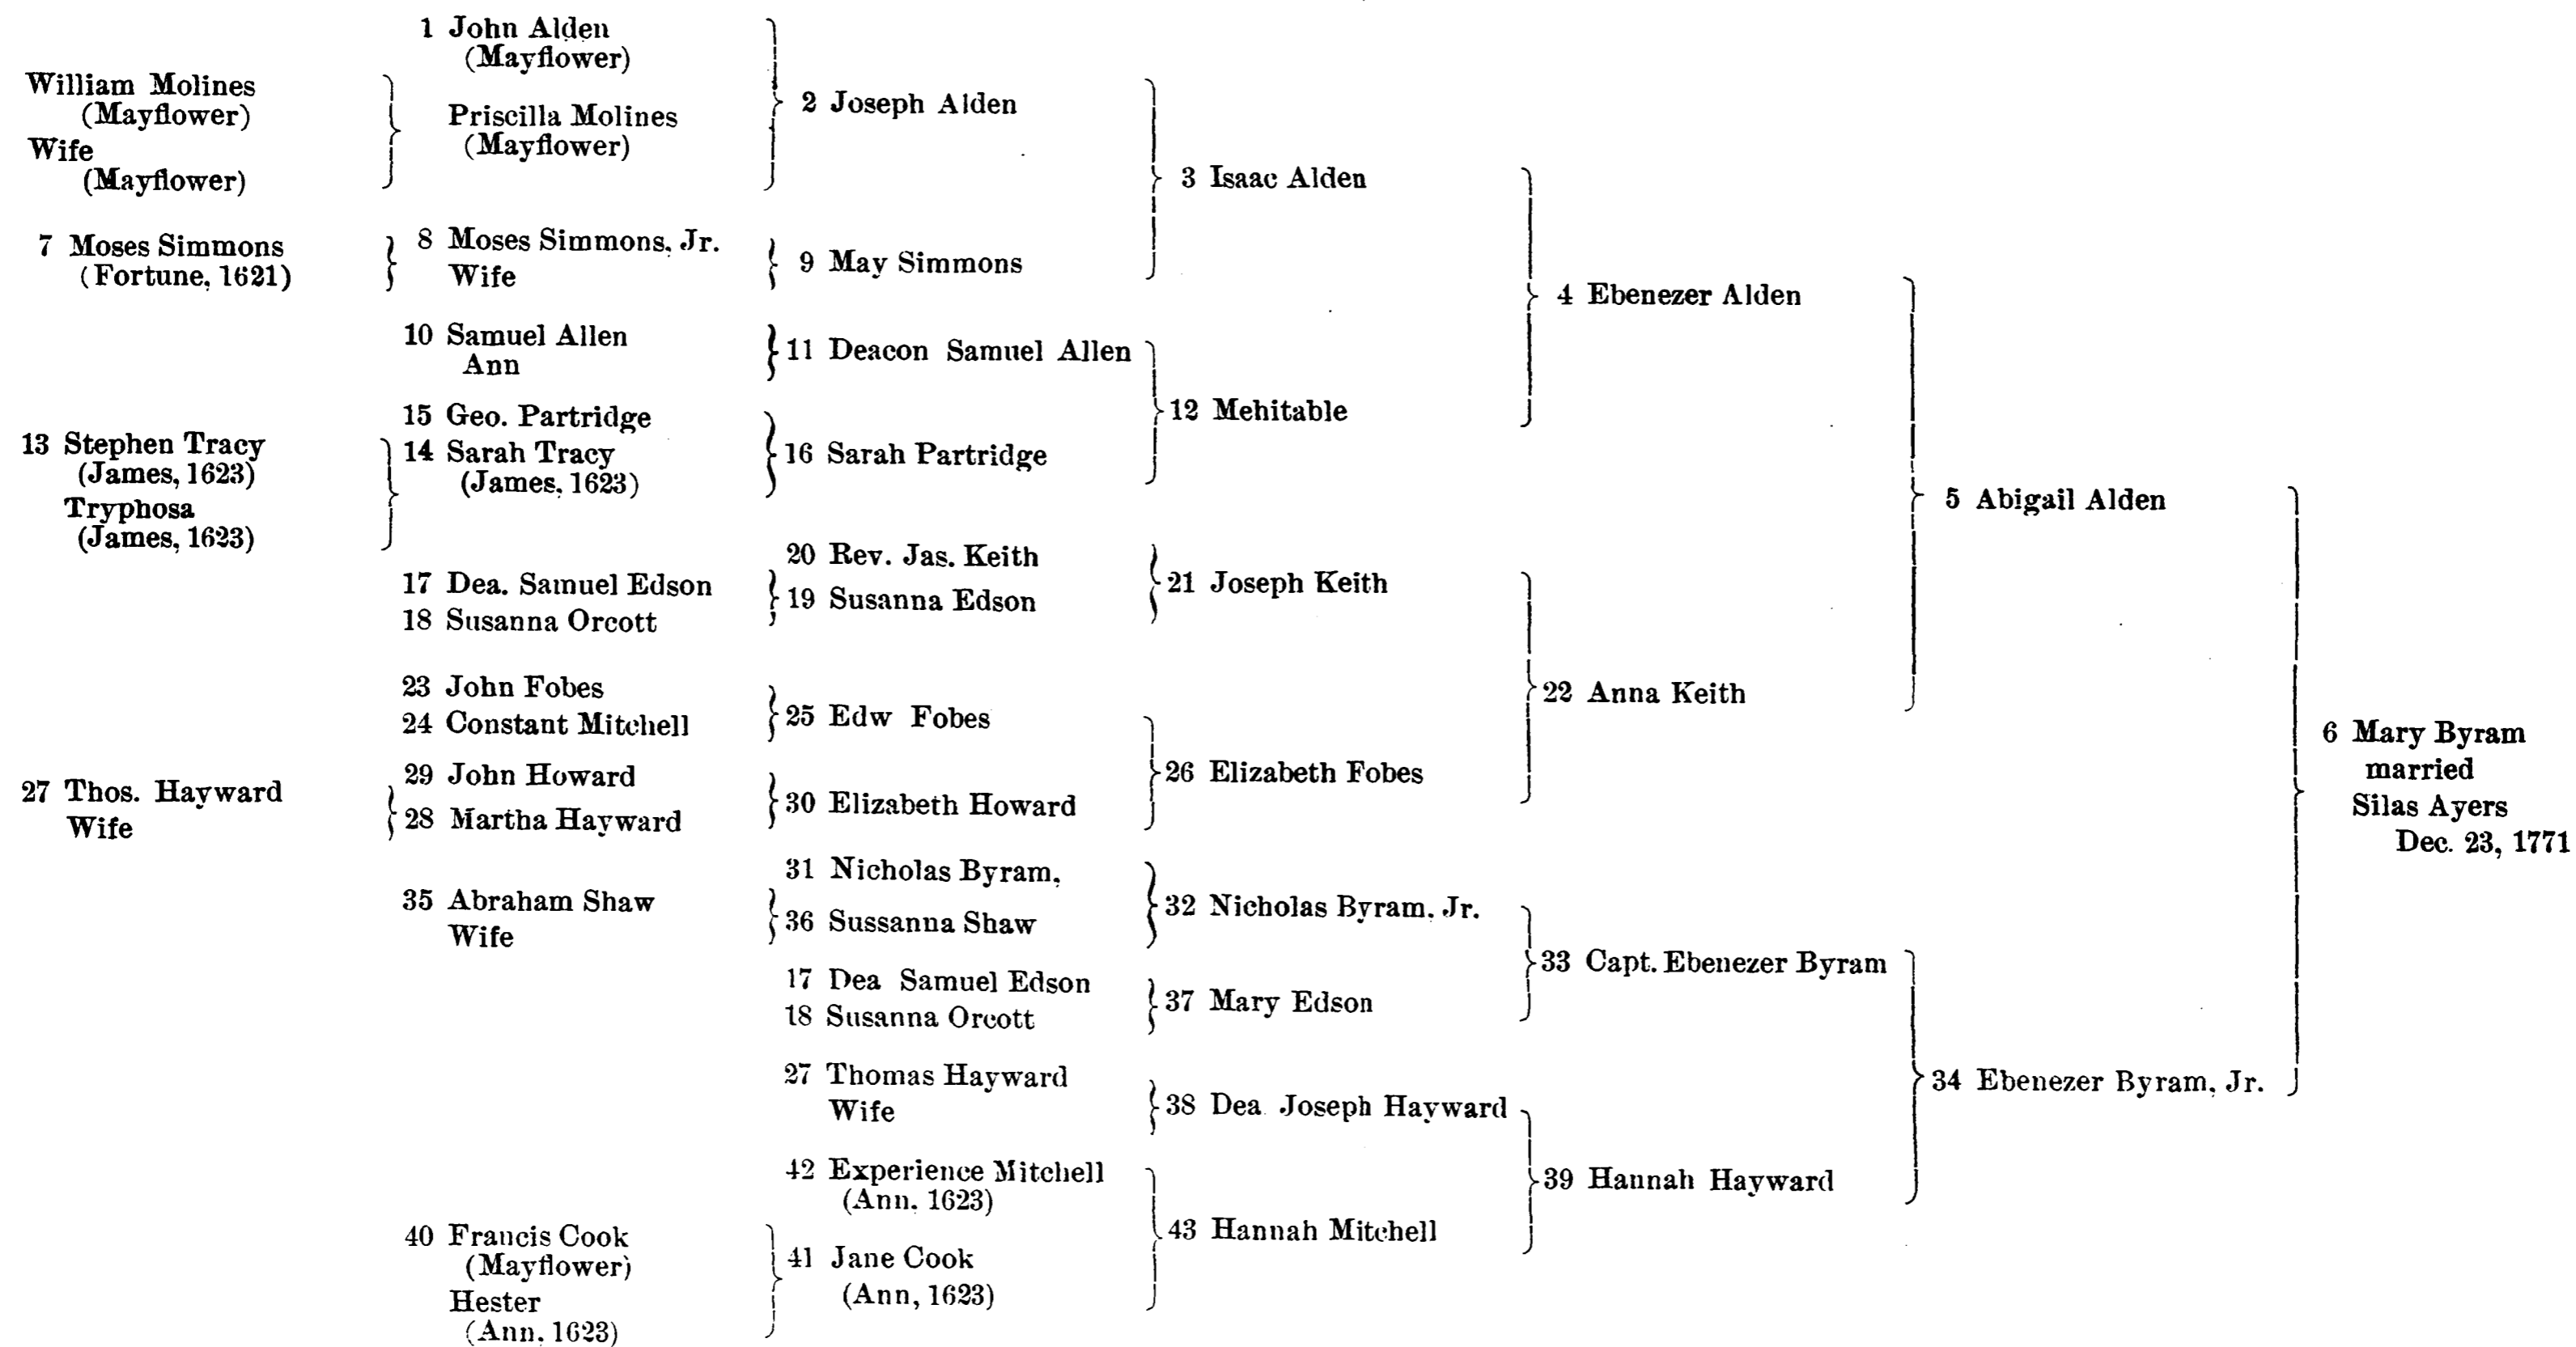 William Molines
(Mayflower)
Wife
(Mayflower)
7 Moses Simmons
(Fortune, 1621)
13 Stephen Tracy
(James, 1623)
Tryphosa
(James, 1623)
27 Thos. Hayward
Wife
1 John Alden
(Mayflower)
Priscilla Molines
(Mayflower)
8 Moses Simmons, Jr.
Wife
10 Samuel Allen
Ann
15 Geo. Partridge
14 Sarah Tracy
(James, 1623)
17 Dea. Samuel Edson
18 Susanna Orcott
23 John Fobes
24 Constant Mitchell
29 John Howard
28 Martha Hayward
35 Abraham Shaw
Wife
40 Francis Cook
(Mayflower)
Hester
(Ann, 1623)
2 Joseph Alden
9 May Simmons
11 Deacon Samuel Allen
16 Sarah Partridge
20 Rev. Jas. Keith
19 Susanna Edson
25 Edw Fobes
30 Elizabeth Howard
31 Nicholas Byram,
36 Sussanna Shaw
17 Dea Samuel Edson
18 Susanna Orcott
27 Thomas Hayward
Wife
42 Experience Mitchell
(Ann, 1623)
41 Jane Cook
(Ann, 1623)
3 Isaac Alden
12 Mehitable
21 Joseph Keith
26 Elizabeth Fobes
32 Nicholas Byram, Jr.
37 Mary Edson
38 Dea Joseph Hayward
43 Hannah Mitchell
4 Ebenezer Alden
22 Anna Keith
33 Capt. Ebenezer Byram
39 Hannah Hayward
5 Abigail Alden
34 Ebenezer Byram, Jr.
6 Mary Byram
married
Silas Ayers
Dec. 23, 1771